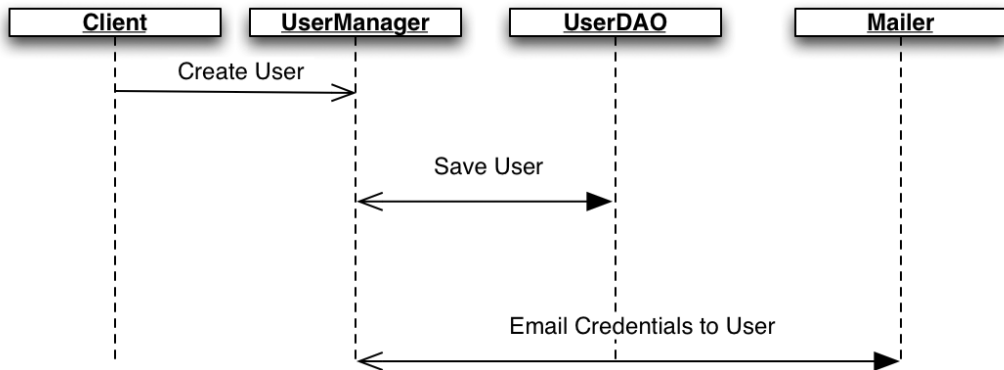 Client
UserManager
UserDAO
Mailer
Create User
Save User
Email Credentials to User